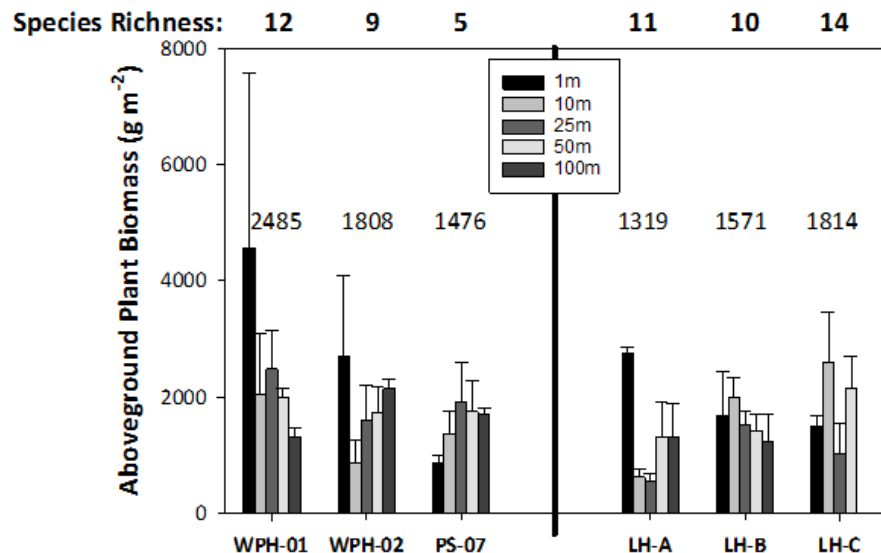 Species Richness: 12 9 5 11 10 14
Aboveground Plant Biomass (g m⁻²)
8000
6000
4000
2000
0
1m
10m
25m
50m
100m
2485 1808 1476 1319 1571 1814
WPH-01 WPH-02 PS-07 LH-A LH-B LH-C